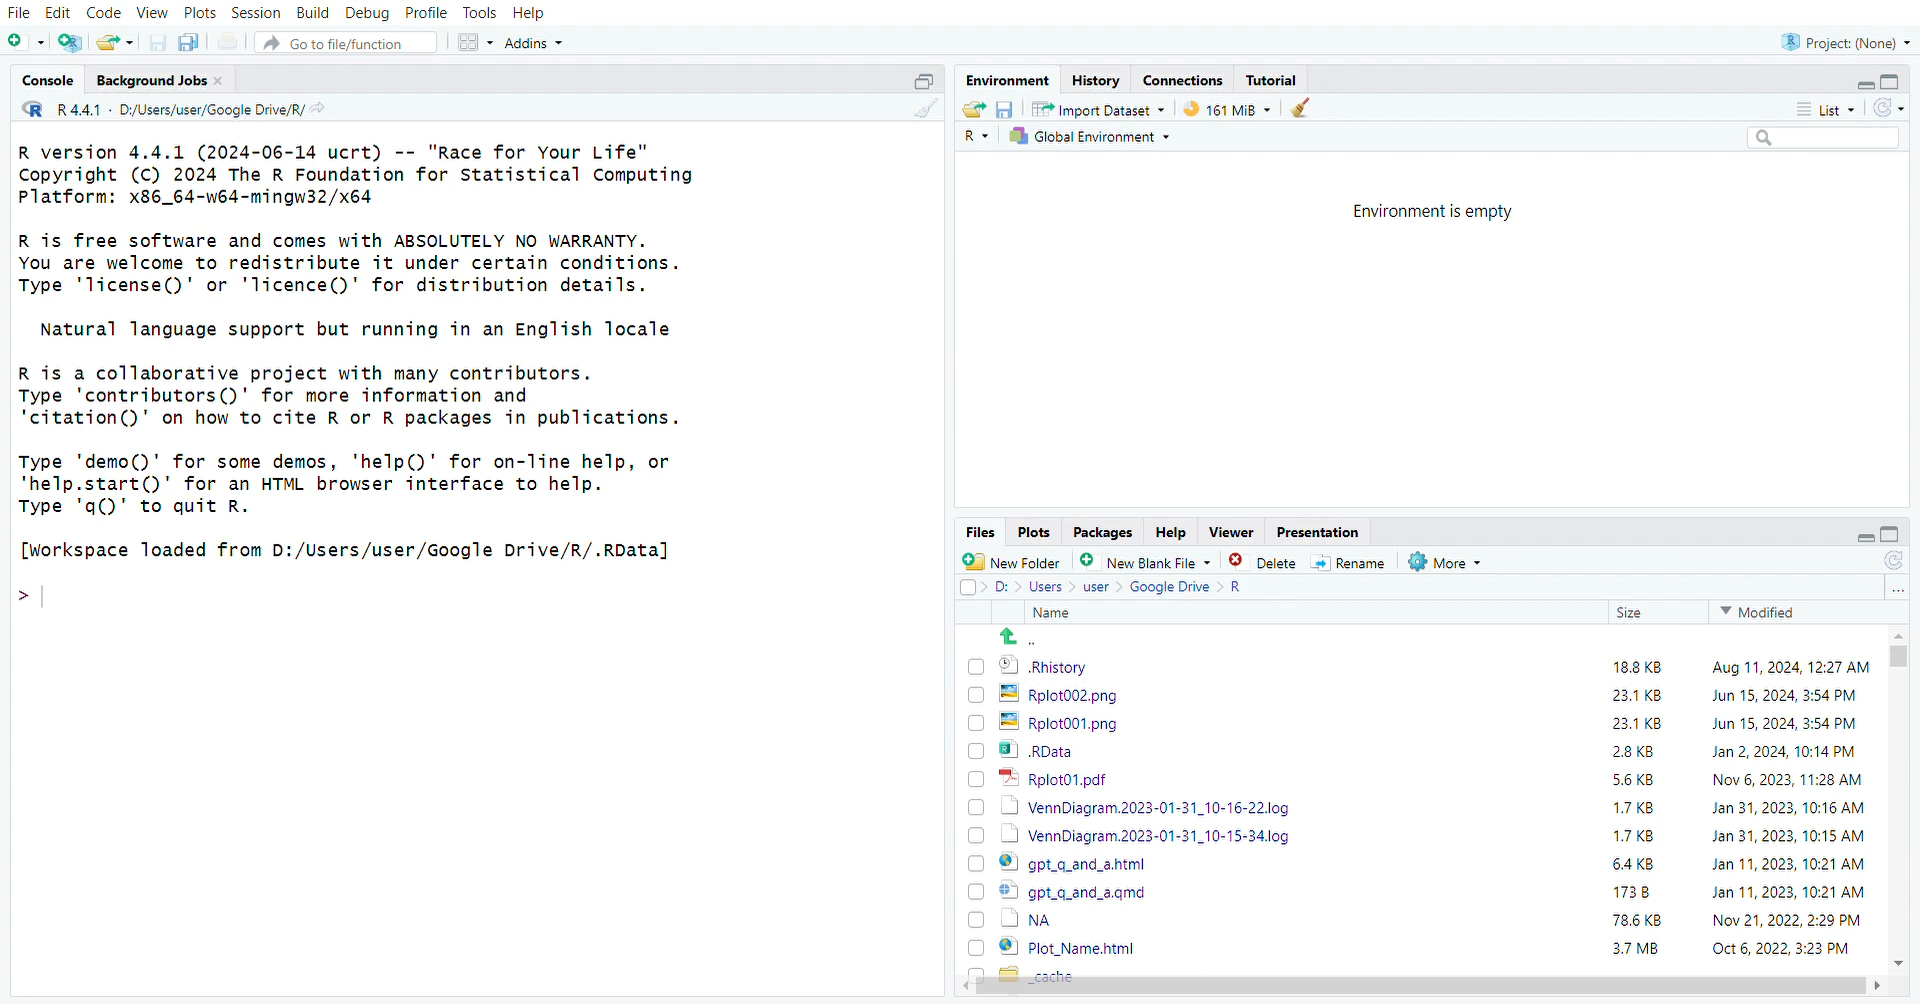 File Edit Code View Plots Session Build Debug Profile Tools Help
Go to file/function Addins Project: (None)
Console Background Jobs
R 4.4.1 · D:/Users/user/Google Drive/R/
R version 4.4.1 (2024-06-14 ucrt) -- "Race for Your Life"
Copyright (C) 2024 The R Foundation for Statistical Computing
Platform: x86_64-w64-mingw32/x64
R is free software and comes with ABSOLUTELY NO WARRANTY.
You are welcome to redistribute it under certain conditions.
Type 'license()' or 'licence()' for distribution details.
Natural language support but running in an English locale
R is a collaborative project with many contributors.
Type 'contributors()' for more information and
'citation()' on how to cite R or R packages in publications.
Type 'demo()' for some demos, 'help()' for on-line help, or
'help.start()' for an HTML browser interface to help.
Type 'q()' to quit R.
[Workspace loaded from D:/Users/user/Google Drive/R/.RData]
>
Environment History Connections Tutorial
Import Dataset 161 MiB List
R Global Environment
Environment is empty
Files Plots Packages Help Viewer Presentation
New Folder New Blank File Delete Rename More
D: Users user Google Drive R ...
Name Size Modified
..
.Rhistory 18.8 KB Aug 11, 2024, 12:27 AM
Rplot002.png 23.1 KB Jun 15, 2024, 3:54 PM
Rplot001.png 23.1 KB Jun 15, 2024, 3:54 PM
.RData 2.8 KB Jan 2, 2024, 10:14 PM
Rplot01.pdf 5.6 KB Nov 6, 2023, 11:28 AM
VennDiagram.2023-01-31_10-16-22.log 1.7 KB Jan 31, 2023, 10:16 AM
VennDiagram.2023-01-31_10-15-34.log 1.7 KB Jan 31, 2023, 10:15 AM
gpt_q_and_a.html 6.4 KB Jan 11, 2023, 10:21 AM
gpt_q_and_a.qmd 173 B Jan 11, 2023, 10:21 AM
NA 78.6 KB Nov 21, 2022, 2:29 PM
Plot_Name.html 3.7 MB Oct 6, 2022, 3:23 PM
_cache